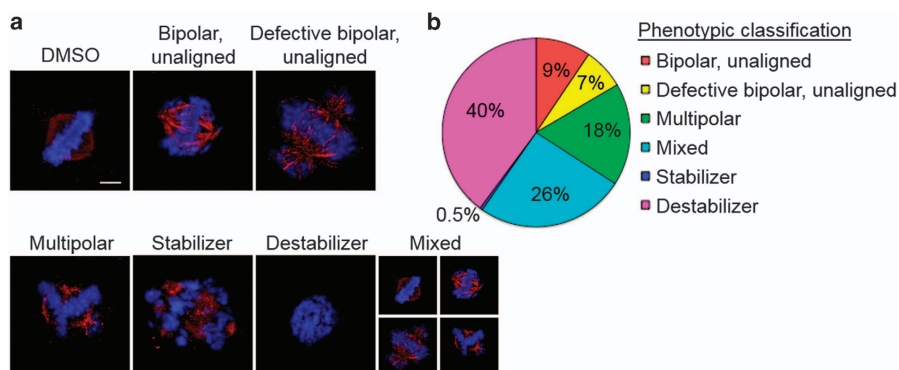 a
DMSO
Bipolar,
unaligned
Defective bipolar,
unaligned
Multipolar
Stabilizer
Destabilizer
Mixed
b
9%
7%
18%
26%
0.5%
40%
Phenotypic classification
Bipolar, unaligned
Defective bipolar, unaligned
Multipolar
Mixed
Stabilizer
Destabilizer